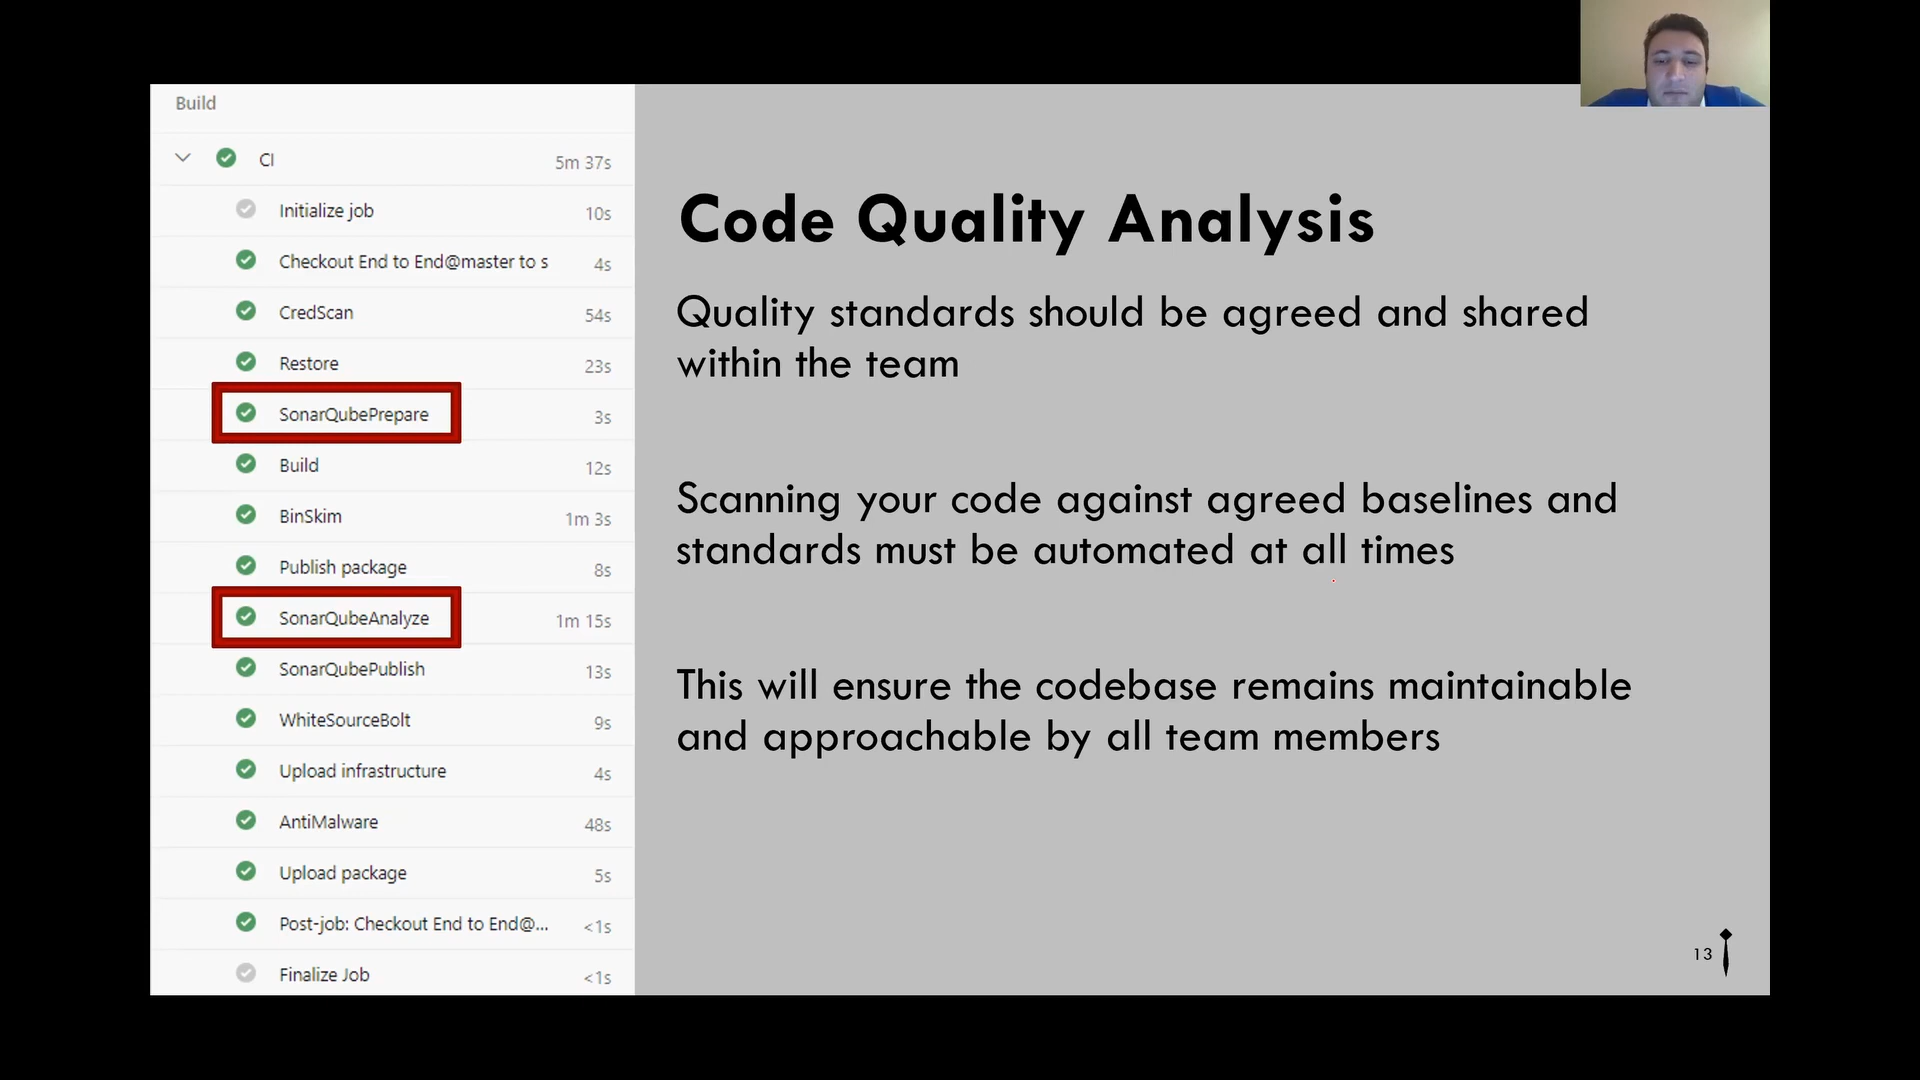 Build
CI 5m 37s
Initialize job 10s
Checkout End to End@master to s 4s
CredScan 54s
Restore 23s
SonarQubePrepare 3s
Build 12s
BinSkim 1m 3s
Publish package 8s
SonarQubeAnalyze 1m 15s
SonarQubePublish 13s
WhiteSourceBolt 9s
Upload infrastructure 4s
AntiMalware 48s
Upload package 5s
Post-job: Checkout End to End@... <1s
Finalize Job <1s
Code Quality Analysis
Quality standards should be agreed and shared
within the team
Scanning your code against agreed baselines and
standards must be automated at all times
This will ensure the codebase remains maintainable
and approachable by all team members
13